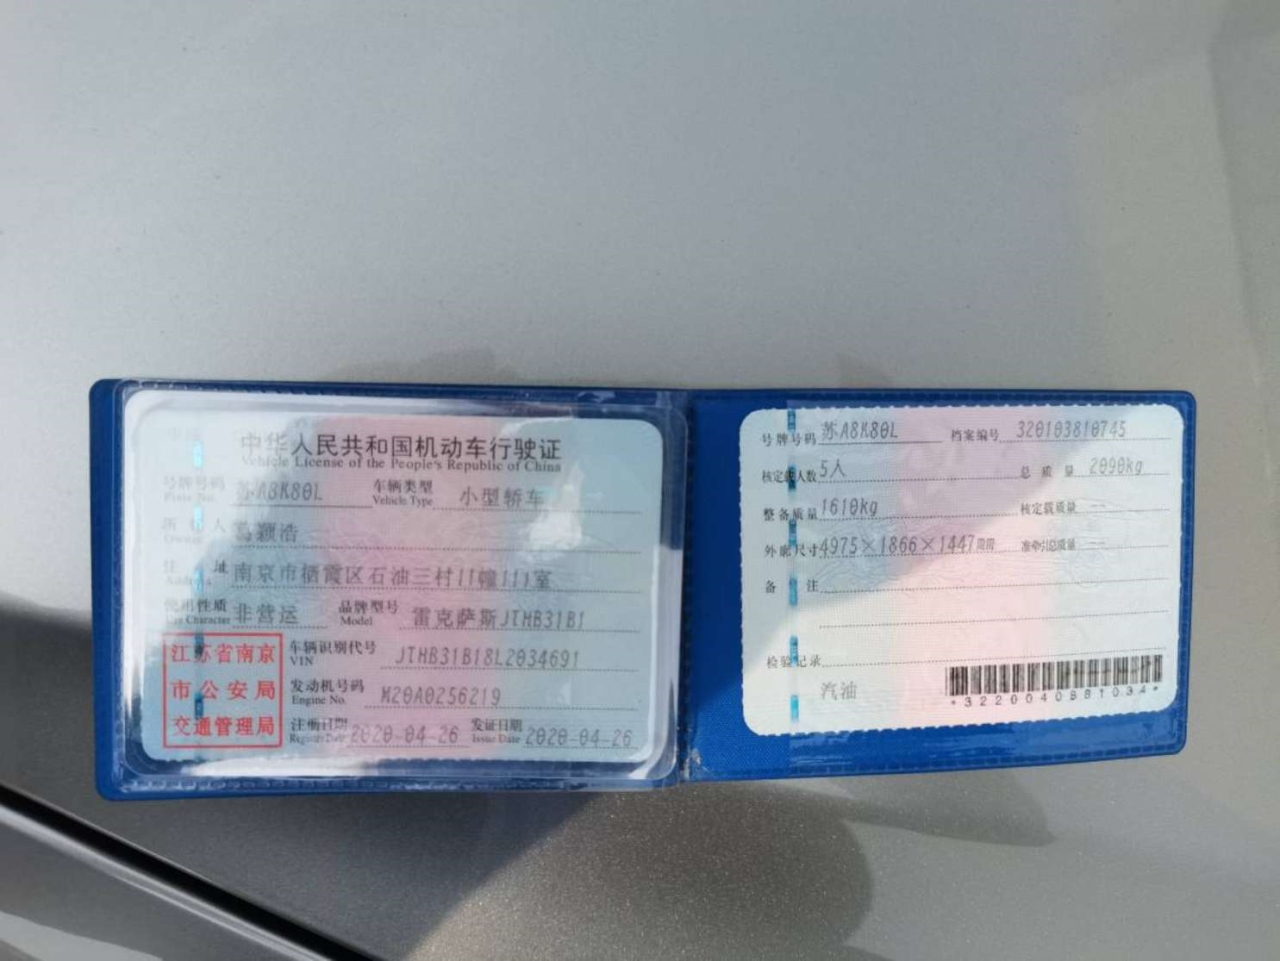 中华人民共和国机动车行驶证
Vehicle License of the People's Republic of China
号牌号码 苏A8K80L 车辆类型 小型轿车
Plate No. Vehicle Type
所 人 葛颖浩
Owner
住 址 南京市栖霞区石油三村11幢111室
Address
使用性质 非营运 品牌型号 雷克萨斯JTHB31B1
Use Character Model
江苏省南京
市公安局
交通管理局
车辆识别代号 JTHB31B18L2034691
VIN
发动机号码 M20A0256219
Engine No.
注册日期 2020-04-26 发证日期 2020-04-26
Register Date Issue Date
号牌号码 苏A8K80L 档案编号 320103810745
核定载人数 5人 总质量 2090kg
整备质量 1610kg 核定载质量 --
外廓尺寸 4975×1866×1447mm 准牵引总质量 --
备 注
检验记录
汽油
*3220040881034*